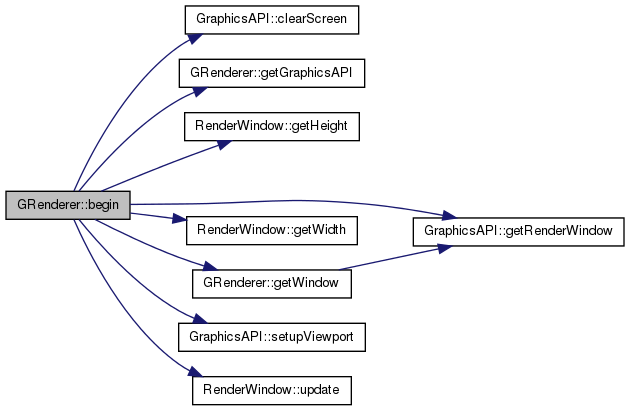 GraphicsAPI::clearScreen
GRenderer::getGraphicsAPI
RenderWindow::getHeight
GRenderer::begin
RenderWindow::getWidth
GraphicsAPI::getRenderWindow
GRenderer::getWindow
GraphicsAPI::setupViewport
RenderWindow::update